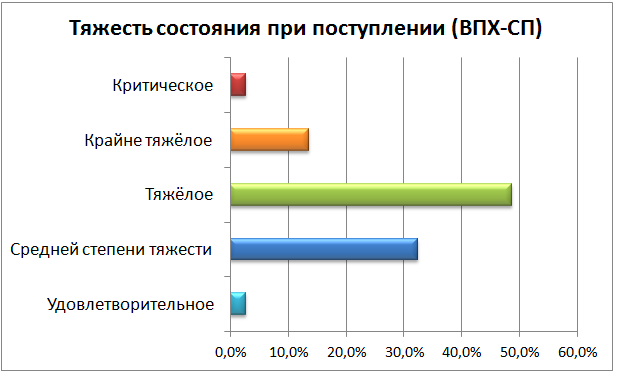 Тяжесть состояния при поступлении (ВПХ-СП)
Критическое
Крайне тяжёлое
Тяжёлое
Средней степени тяжести
Удовлетворительное
0,0% 10,0% 20,0% 30,0% 40,0% 50,0% 60,0%